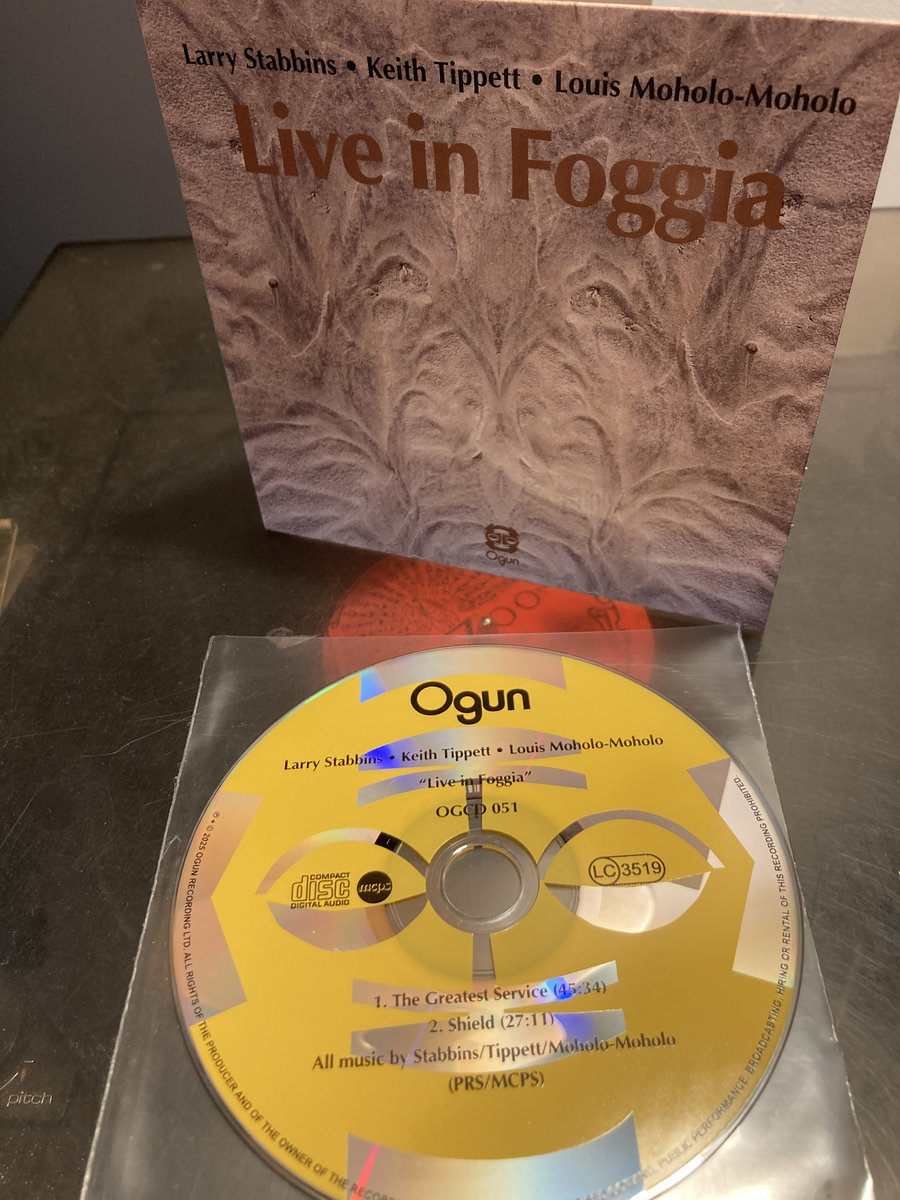 Larry Stabbins • Keith Tippett • Louis Moholo-Moholo
Live in Foggia
Ogun
Ogun
Larry Stabbins • Keith Tippett • Louis Moholo-Moholo
“Live in Foggia”
OGCD 051
COMPACT
disc
DIGITAL AUDIO
mcps
LC 3519
1. The Greatest Service (45:34)
2. Shield (27:11)
All music by Stabbins/Tippett/Moholo-Moholo
(PRS/MCPS)
℗ + © 2025 OGUN RECORDING LTD. ALL RIGHTS OF THE PRODUCER AND OF THE OWNER OF THE
PUBLIC PERFORMANCE, BROADCASTING, HIRING OR RENTAL OF THIS RECORDING PROHIBITED.
pitch